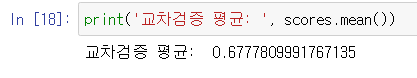 In [18]: print('교차검증 평균: ', scores.mean())
교차검증 평균:  0.6777809991767135